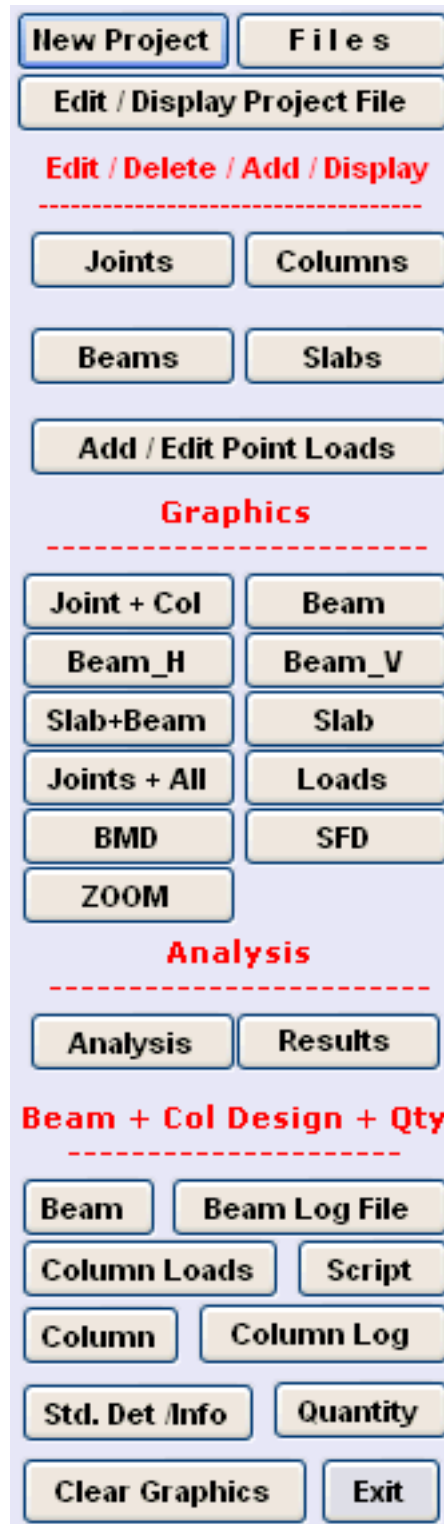 New Project F i l e s
Edit / Display Project File
Edit / Delete / Add / Display
-----------------------------------
Joints Columns
Beams Slabs
Add / Edit Point Loads
Graphics
------------------------
Joint + Col Beam
Beam_H Beam_V
Slab+Beam Slab
Joints + All Loads
BMD SFD
ZOOM
Analysis
------------------------
Analysis Results
Beam + Col Design + Qty
---------------------
Beam Beam Log File
Column Loads Script
Column Column Log
Std. Det /Info Quantity
Clear Graphics Exit